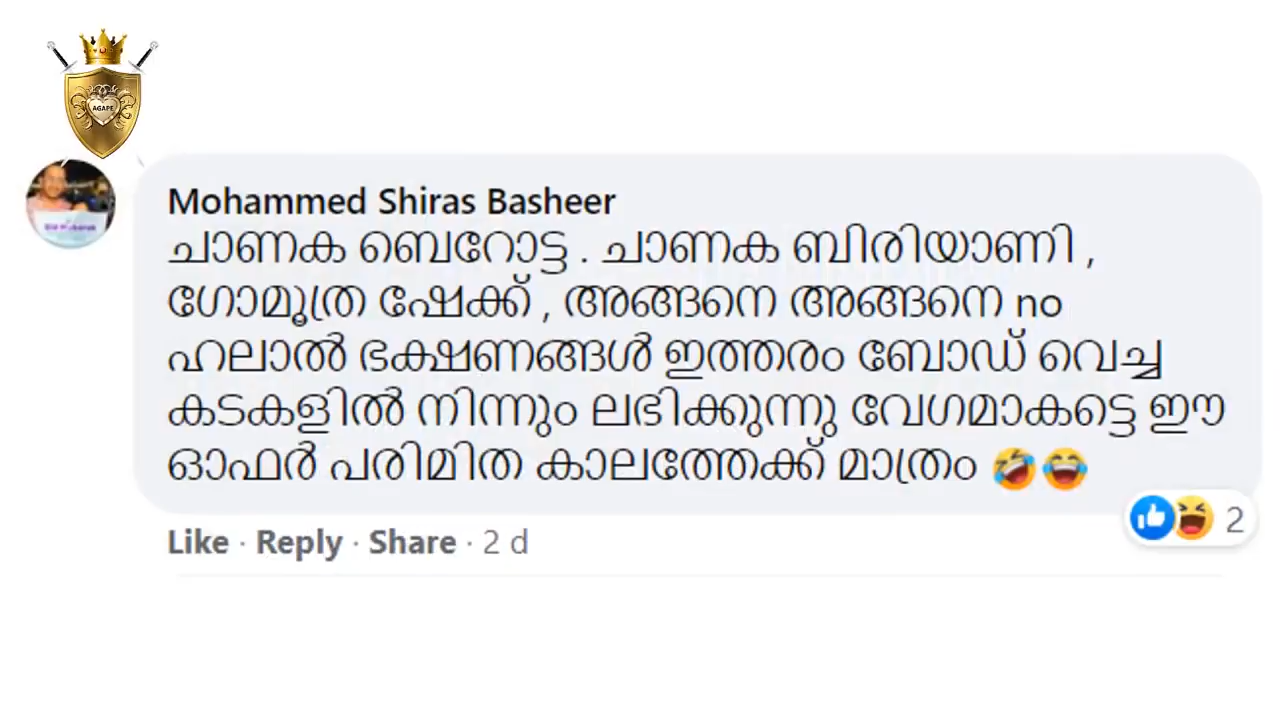 AGAPE
Mohammed Shiras Basheer
ചാണക ബെറോട്ട . ചാണക ബിരിയാണി ,
ഗോമൂത്ര ഷേക്ക് , അങ്ങനെ അങ്ങനെ no
ഹലാൽ ഭക്ഷണങ്ങൾ ഇത്തരം ബോഡ് വെച്ച
കടകളിൽ നിന്നും ലഭിക്കുന്നു വേഗമാകട്ടെ ഈ
ഓഫർ പരിമിത കാലത്തേക്ക് മാത്രം 🤣😂
Like · Reply · Share · 2 d
2